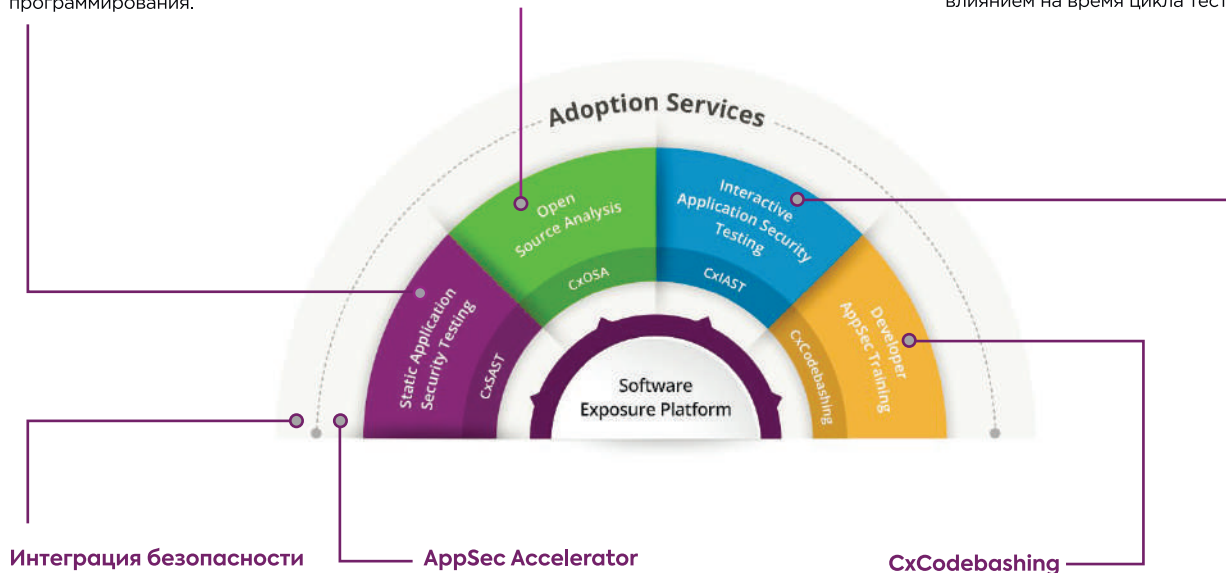 программирования.
влиянием на время цикла тест
Adoption Services
Open
Source Analysis
CxOSA
Interactive
Application Security
Testing
CxIAST
Static Application
Security Testing
CxSAST
Developer
AppSec Training
CxCodebashing
Software
Exposure Platform
Интеграция безопасности
AppSec Accelerator
CxCodebashing